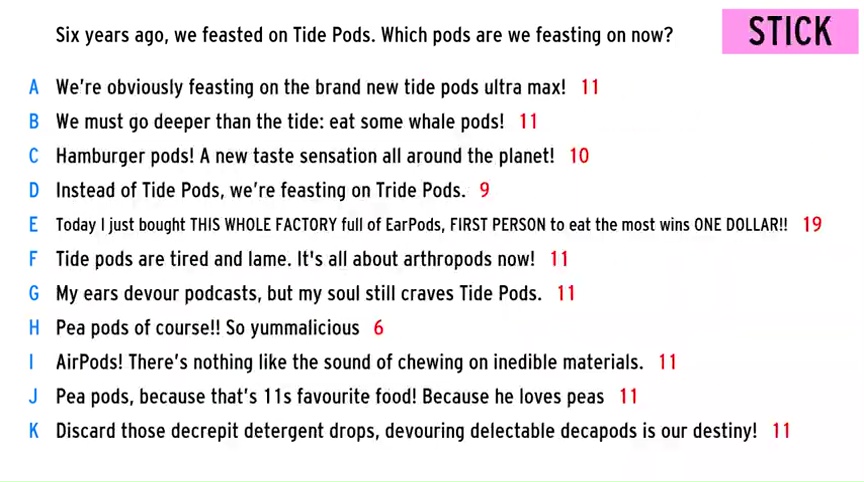 Six years ago, we feasted on Tide Pods. Which pods are we feasting on now?
STICK
A We're obviously feasting on the brand new tide pods ultra max! 11
B We must go deeper than the tide: eat some whale pods! 11
C Hamburger pods! A new taste sensation all around the planet! 10
D Instead of Tide Pods, we're feasting on Tride Pods. 9
E Today I just bought THIS WHOLE FACTORY full of EarPods, FIRST PERSON to eat the most wins ONE DOLLAR!! 19
F Tide pods are tired and lame. It's all about arthropods now! 11
G My ears devour podcasts, but my soul still craves Tide Pods. 11
H Pea pods of course!! So yummalicious 6
I AirPods! There's nothing like the sound of chewing on inedible materials. 11
J Pea pods, because that's 11s favourite food! Because he loves peas 11
K Discard those decrepit detergent drops, devouring delectable decapods is our destiny! 11